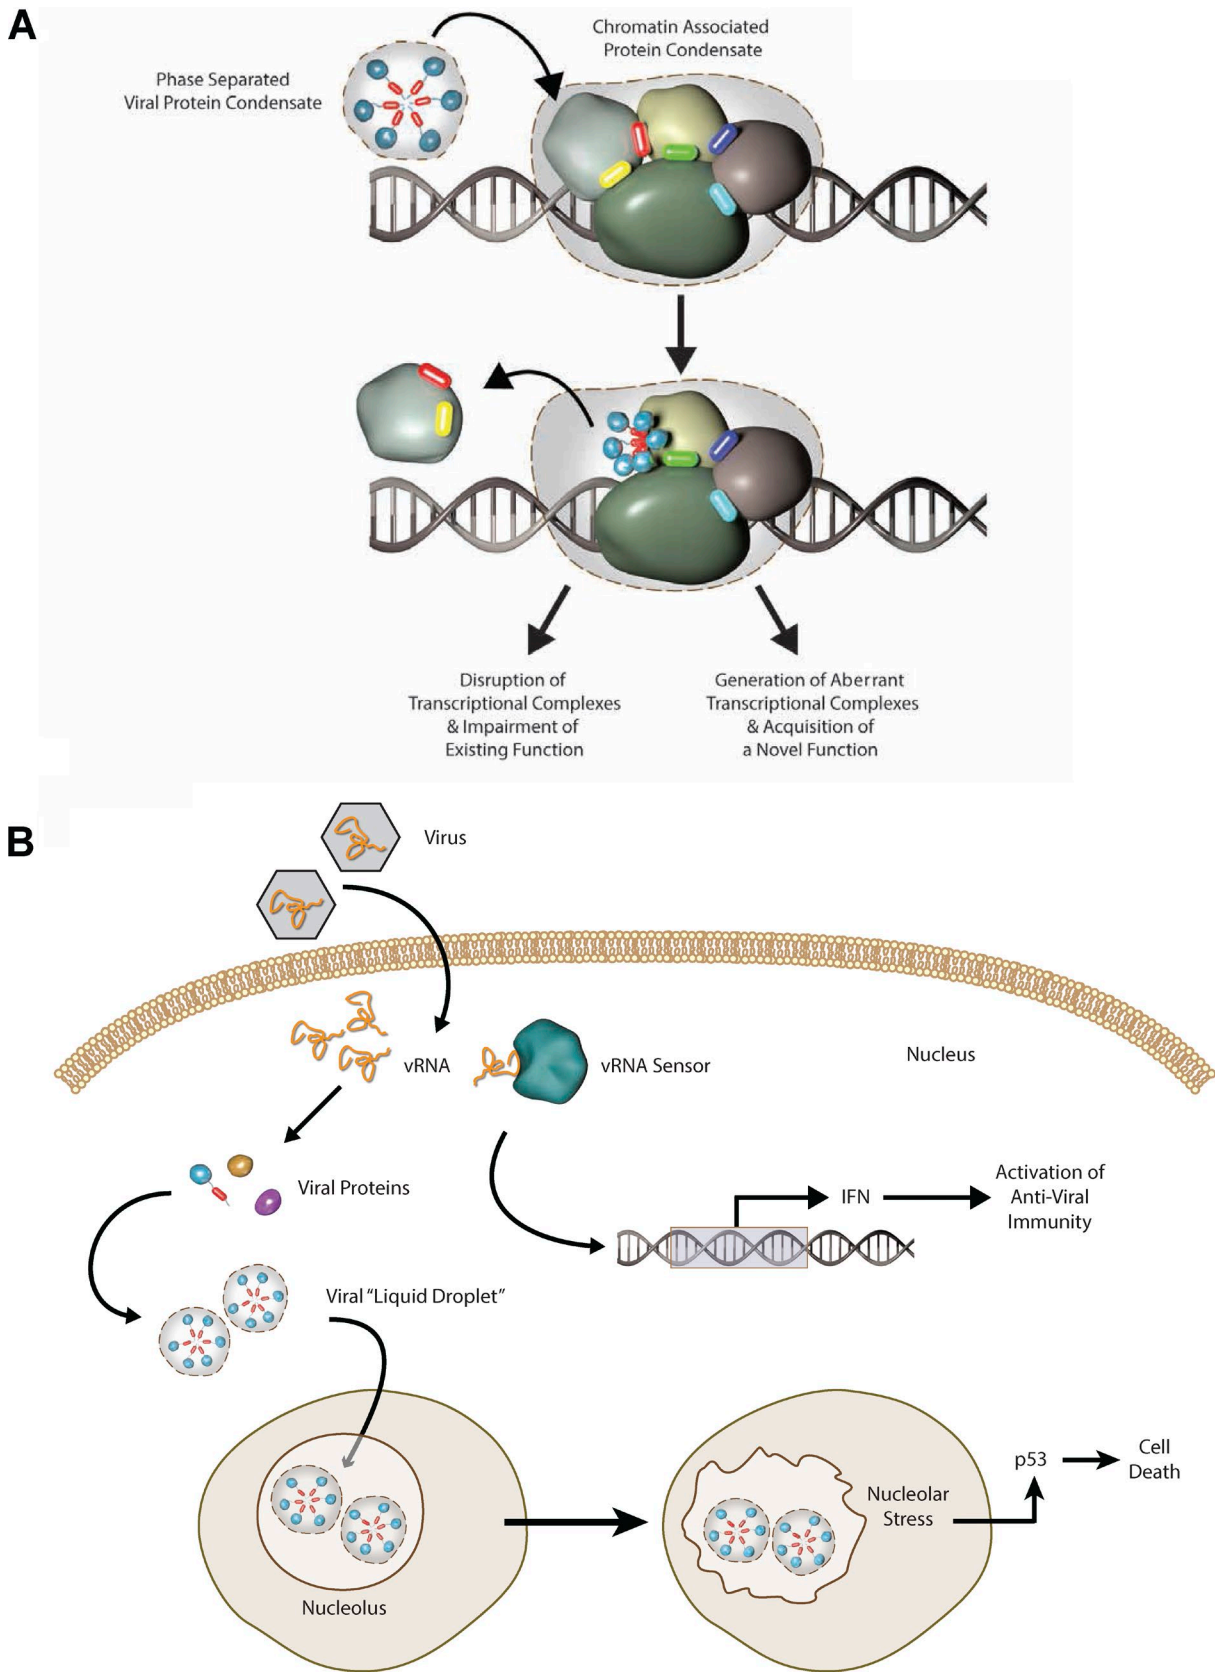 A
Chromatin Associated
Protein Condensate
Phase Separated
Viral Protein Condensate
Disruption of
Transcriptional Complexes
& Impairment of
Existing Function
Generation of Aberrant
Transcriptional Complexes
& Acquisition of
a Novel Function
B
Virus
vRNA
vRNA Sensor
Nucleus
Viral Proteins
IFN
Activation of
Anti-Viral
Immunity
Viral "Liquid Droplet"
Nucleolus
Nucleolar
Stress
p53
Cell
Death